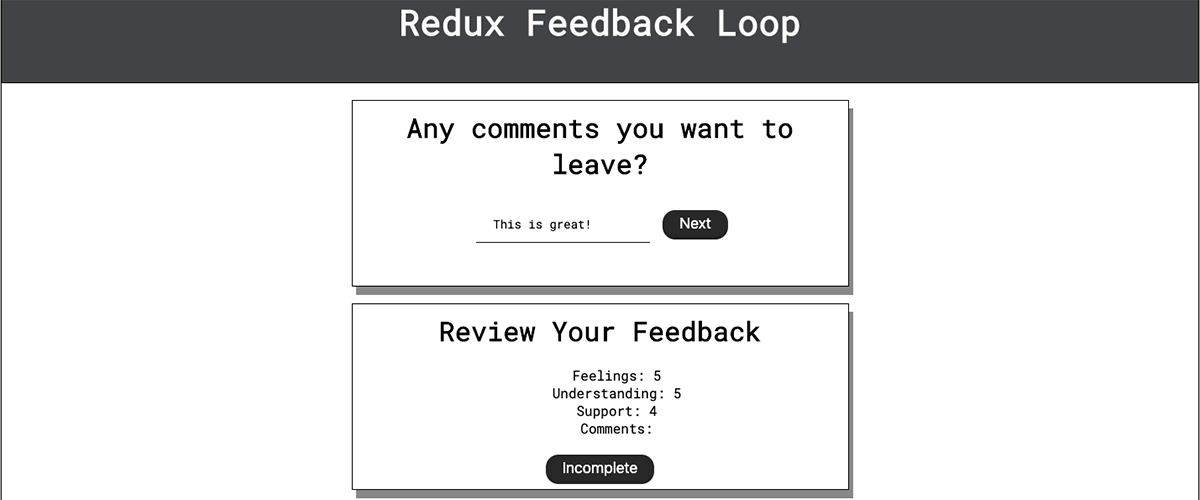 Redux Feedback Loop
Any comments you want to
leave?
This is great!
Next
Review Your Feedback
Feelings: 5
Understanding: 5
Support: 4
Comments:
Incomplete